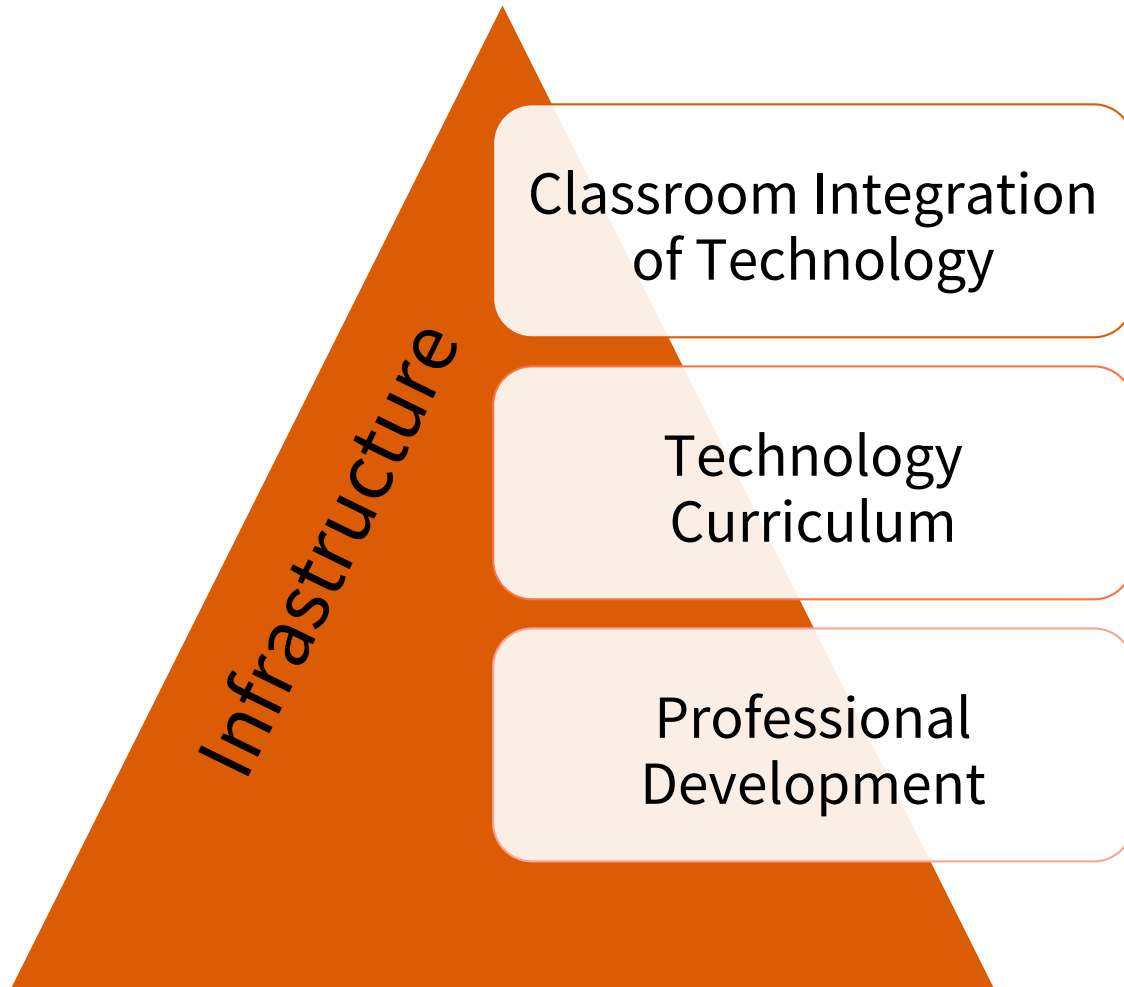 Classroom Integration
of Technology
Technology
Curriculum
Professional
Development
Infrastructure